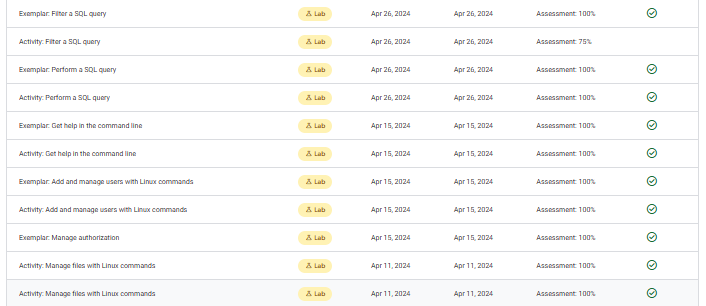 Exemplar: Filter a SQL query Lab Apr 26, 2024 Apr 26, 2024 Assessment: 100%
Activity: Filter a SQL query Lab Apr 26, 2024 Apr 26, 2024 Assessment: 75%
Exemplar: Perform a SQL query Lab Apr 26, 2024 Apr 26, 2024 Assessment: 100%
Activity: Perform a SQL query Lab Apr 26, 2024 Apr 26, 2024 Assessment: 100%
Exemplar: Get help in the command line Lab Apr 15, 2024 Apr 15, 2024 Assessment: 100%
Activity: Get help in the command line Lab Apr 15, 2024 Apr 15, 2024 Assessment: 100%
Exemplar: Add and manage users with Linux commands Lab Apr 15, 2024 Apr 15, 2024 Assessment: 100%
Activity: Add and manage users with Linux commands Lab Apr 15, 2024 Apr 15, 2024 Assessment: 100%
Exemplar: Manage authorization Lab Apr 15, 2024 Apr 15, 2024 Assessment: 100%
Activity: Manage files with Linux commands Lab Apr 11, 2024 Apr 11, 2024 Assessment: 100%
Activity: Manage files with Linux commands Lab Apr 11, 2024 Apr 11, 2024 Assessment: 100%